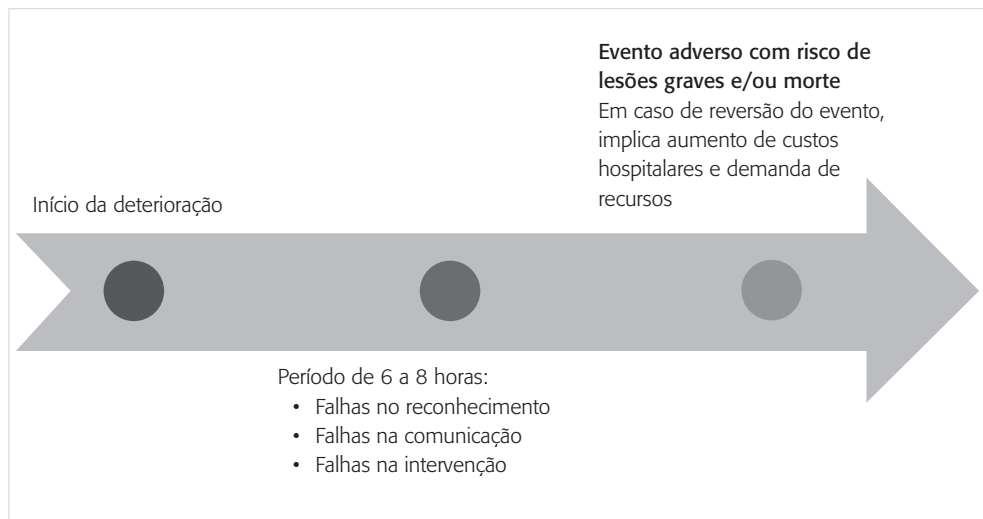 Evento adverso com risco de
lesões graves e/ou morte
Em caso de reversão do evento,
implica aumento de custos
hospitalares e demanda de
recursos
Início da deterioração
Período de 6 a 8 horas:
• Falhas no reconhecimento
• Falhas na comunicação
• Falhas na intervenção